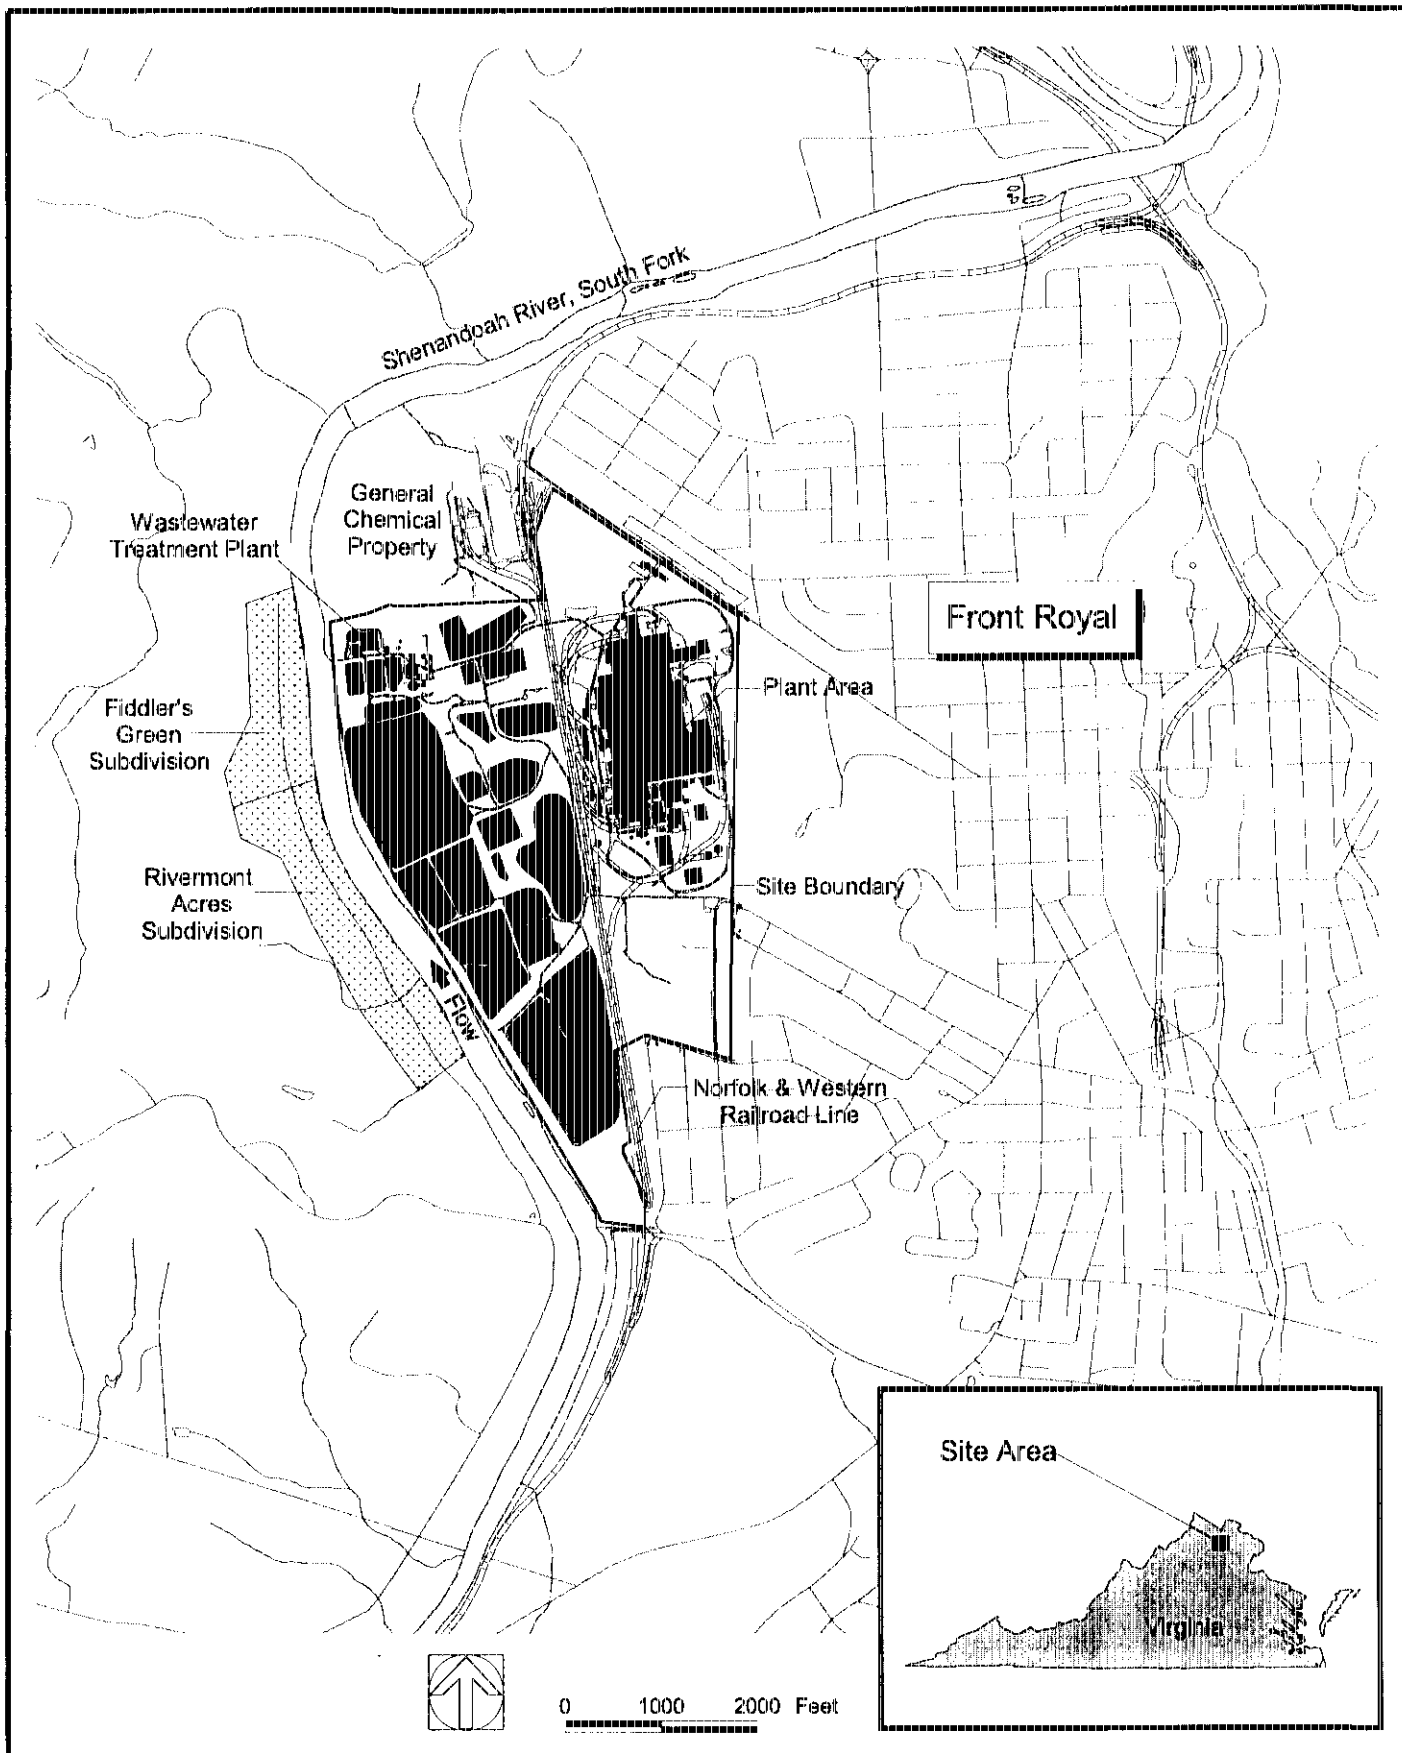 Shenandoah River, South Fork
General
Chemical
Property
Wastewater
Treatment Plant
Front Royal
Plant Area
Fiddler's
Green
Subdivision
Rivermont
Acres
Subdivision
Site Boundary
Flow
Norfolk & Western
Railroad Line
Site Area
Virginia
0 1000 2000 Feet